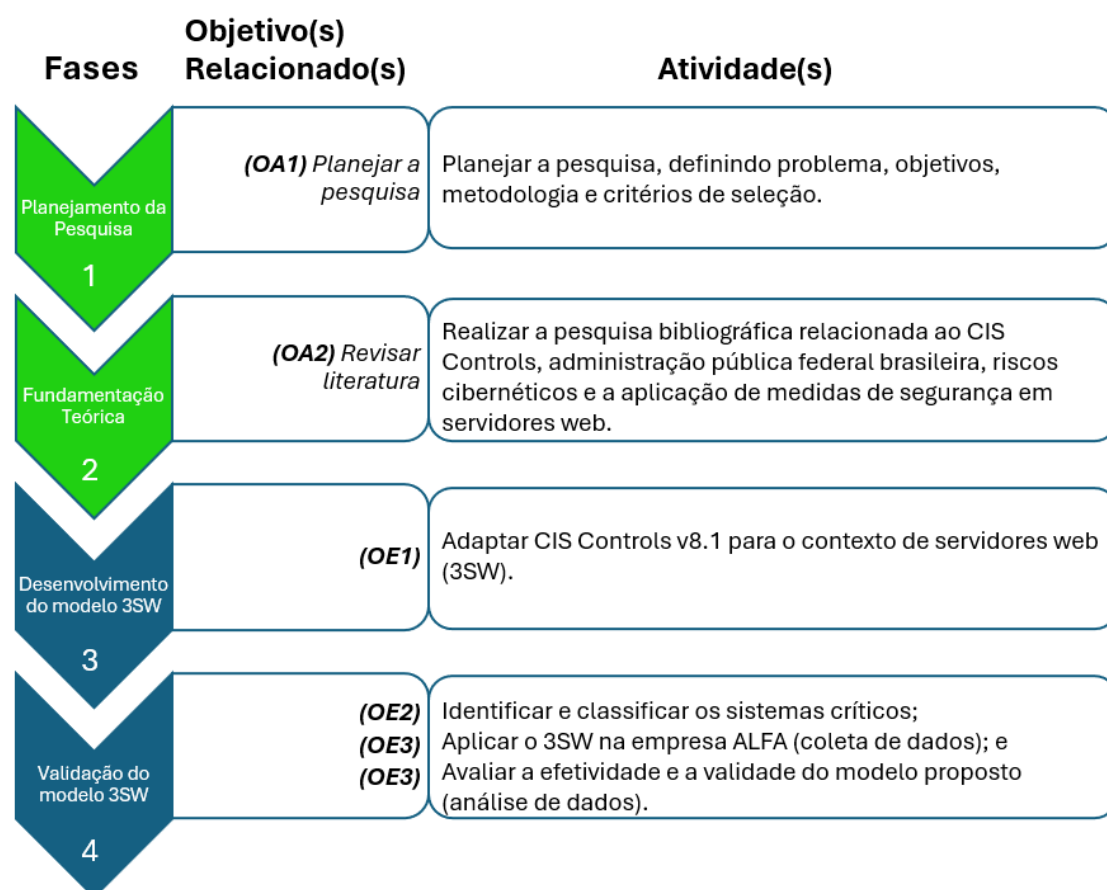 Fases
Objetivo(s)
Relacionado(s)
Atividade(s)
Planejamento da
Pesquisa
1
(OA1) Planejar a
pesquisa
Planejar a pesquisa, definindo problema, objetivos,
metodologia e critérios de seleção.
Fundamentação
Teórica
2
(OA2) Revisar
literatura
Realizar a pesquisa bibliográfica relacionada ao CIS
Controls, administração pública federal brasileira, riscos
cibernéticos e a aplicação de medidas de segurança em
servidores web.
Desenvolvimento
do modelo 3SW
3
(OE1)
Adaptar CIS Controls v8.1 para o contexto de servidores web
(3SW).
Validação do
modelo 3SW
4
(OE2)
(OE3)
(OE3)
Identificar e classificar os sistemas críticos;
Aplicar o 3SW na empresa ALFA (coleta de dados); e
Avaliar a efetividade e a validade do modelo proposto
(análise de dados).